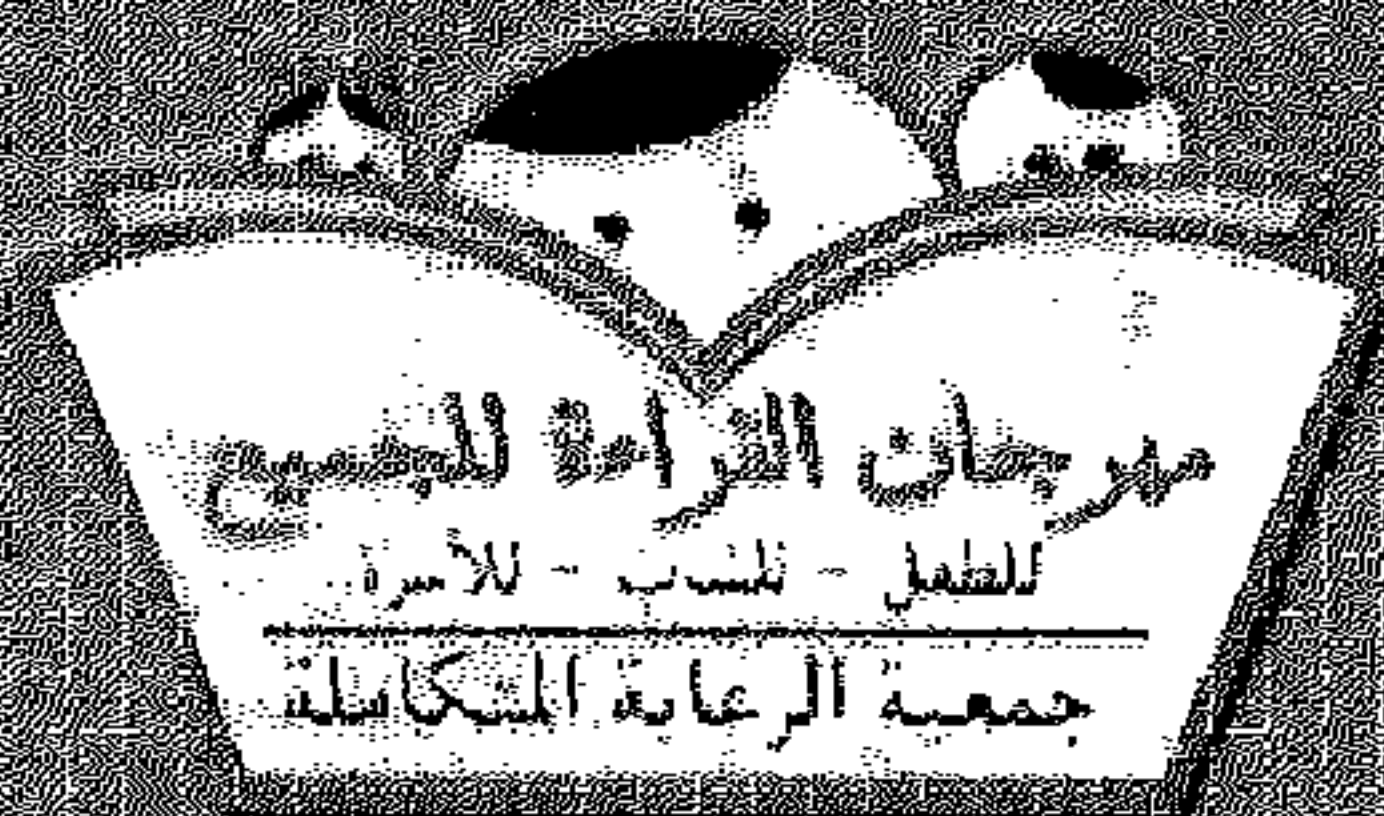 مهرجان القراءة للجميع
للطفل - للشباب - للأسرة
جمعية الرعاية المتكاملة